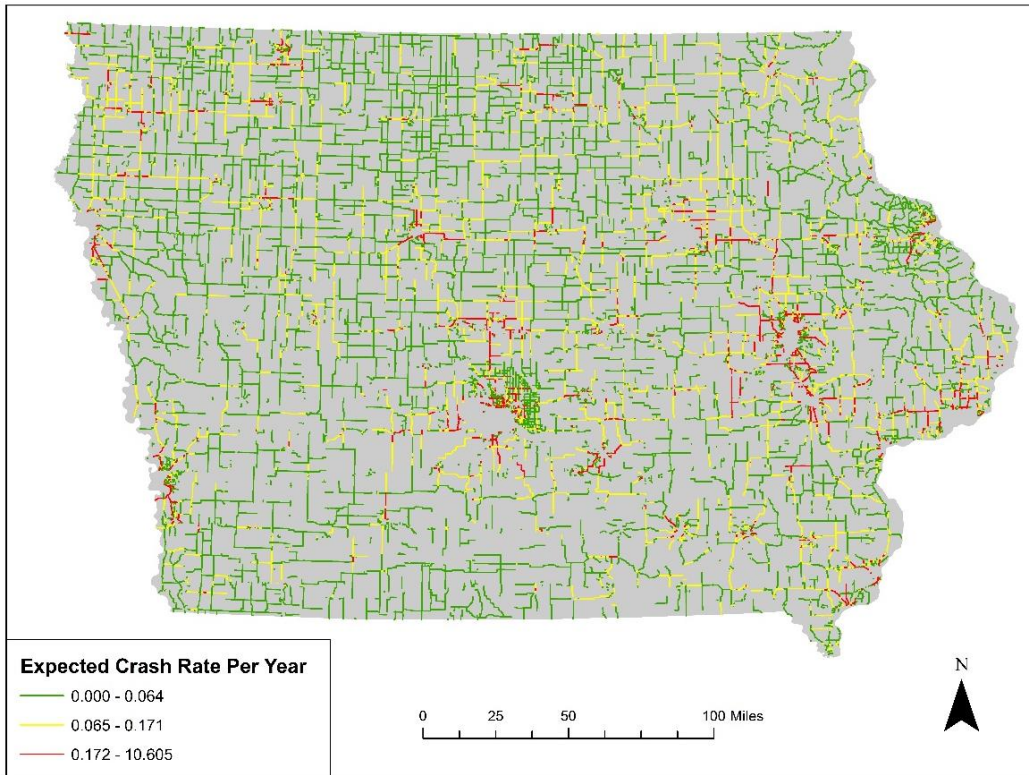 Expected Crash Rate Per Year
0.000 - 0.064
0.065 - 0.171
0.172 - 10.605
0 25 50 100 Miles
N